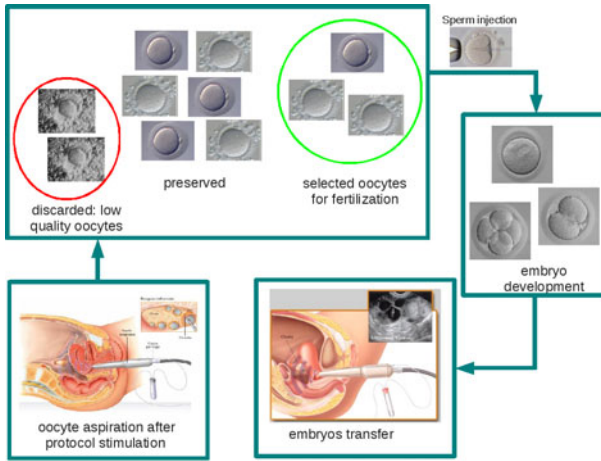 Sperm injection
preserved
selected oocytes
for fertilization
discarded: low
quality oocytes
embryo
development
oocyte aspiration after
protocol stimulation
embryos transfer